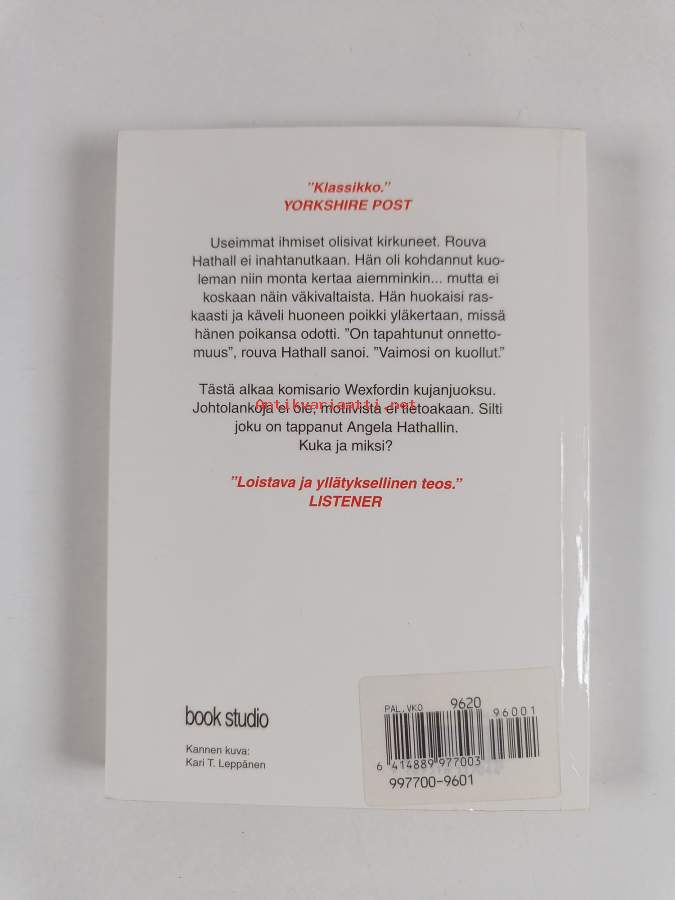 "Klassikko."
YORKSHIRE POST
Useimmat ihmiset olisivat kirkuneet. Rouva
Hathall ei inahtanutkaan. Hän oli kohdannut kuo-
leman niin monta kertaa aiemminkin... mutta ei
koskaan näin väkivaltaista. Hän huokaisi ras-
kaasti ja käveli huoneen poikki yläkertaan, missä
hänen poikansa odotti. "On tapahtunut onnetto-
muus", rouva Hathall sanoi. "Vaimosi on kuollut."
Tästä alkaa komisario Wexfordin kujanjuoksu.
Antikvariaatti.net
Johtolankoja ei ole, motiivista ei tietoakaan. Silti
joku on tappanut Angela Hathallin.
Kuka ja miksi?
"Loistava ja yllätyksellinen teos."
LISTENER
book studio
Kannen kuva:
Kari T. Leppänen
PAL.VKO 9620
96001
6 414889 977003
997700-9601